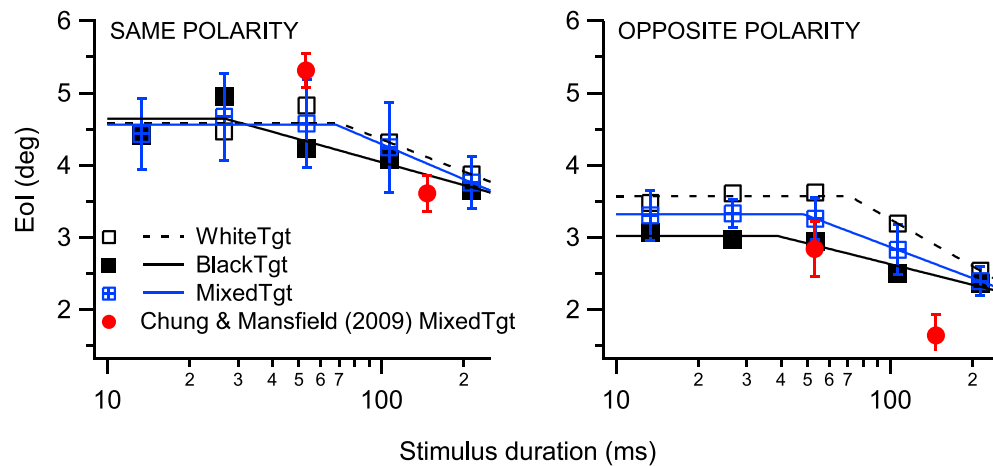 SAME POLARITY
OPPOSITE POLARITY
6
5
4
3
2
6
5
4
3
2
EoI (deg)
WhiteTgt
BlackTgt
MixedTgt
Chung & Mansfield (2009) MixedTgt
10 2 3 4 5 6 7 100 2
10 2 3 4 5 6 7 100 2
Stimulus duration (ms)